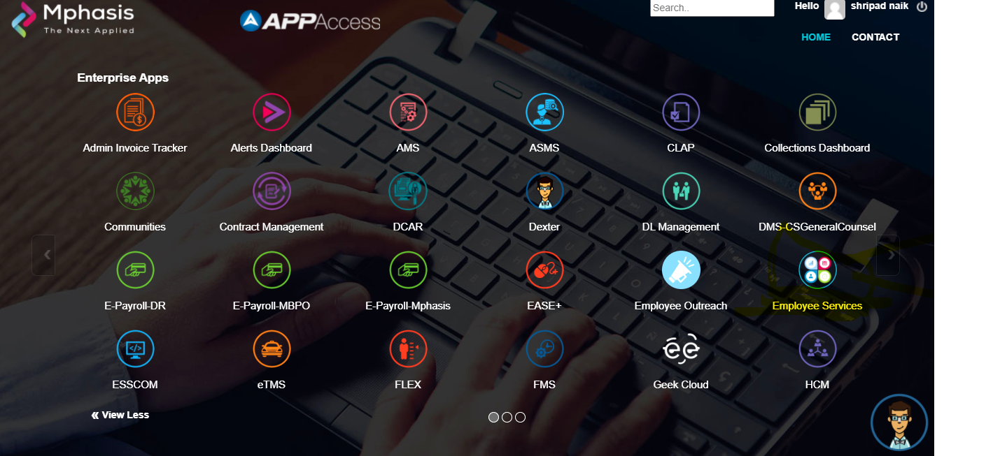 Mphasis
The Next Applied
APPAccess
Search..
Hello shripad naik
HOME CONTACT
Enterprise Apps
Admin Invoice Tracker Alerts Dashboard AMS ASMS CLAP Collections Dashboard
Communities Contract Management DCAR Dexter DL Management DMS-CSGeneralCounsel
E-Payroll-DR E-Payroll-MBPO E-Payroll-Mphasis EASE+ Employee Outreach Employee Services
ESSCOM eTMS FLEX FMS Geek Cloud HCM
« View Less